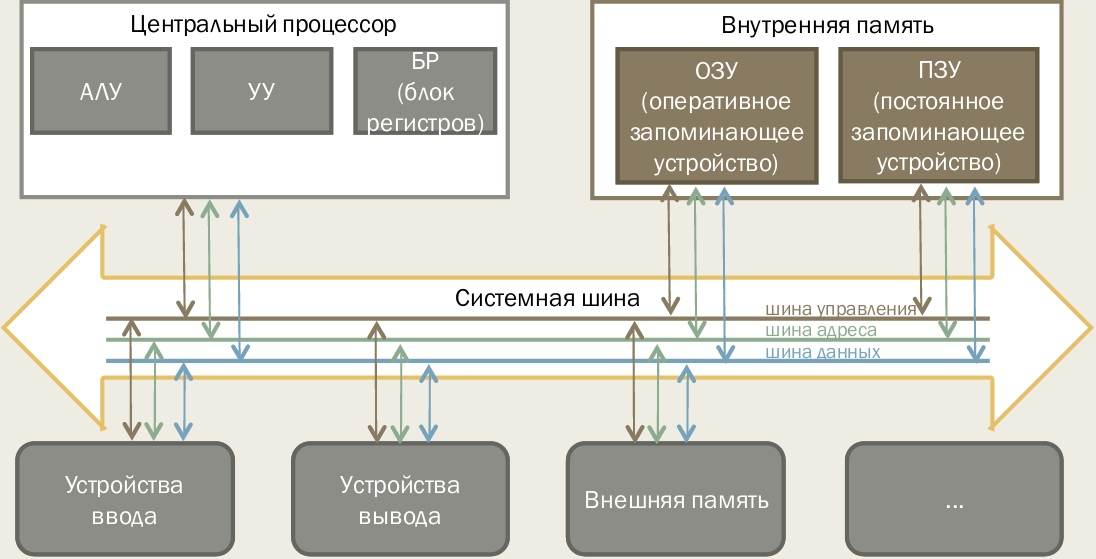 Центральный процессор
АЛУ
УУ
БР
(блок
регистров)
Внутренняя память
ОЗУ
(оперативное
запоминающее
устройство)
ПЗУ
(постоянное
запоминающее
устройство)
Системная шина
шина управления
шина адреса
шина данных
Устройства
ввода
Устройства
вывода
Внешняя память
...